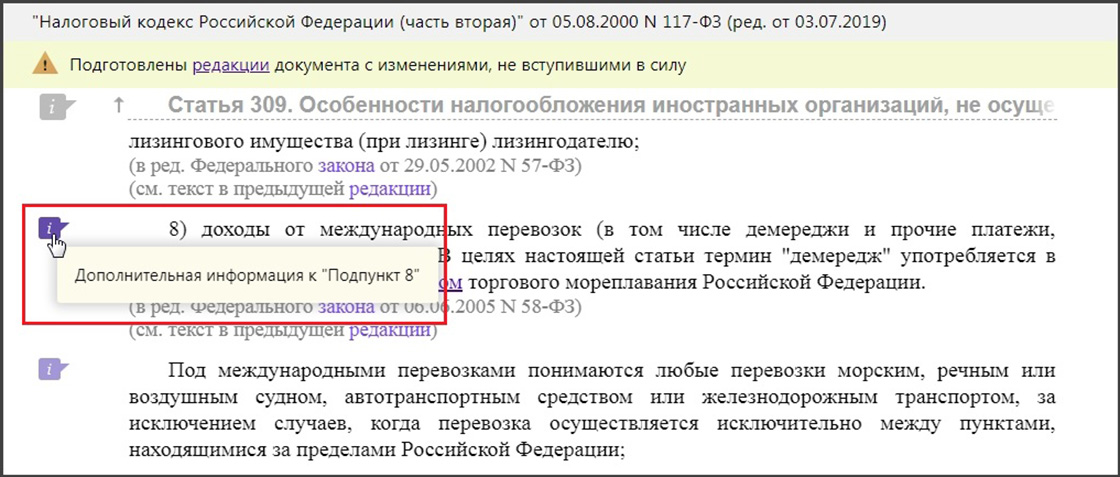 "Налоговый кодекс Российской Федерации (часть вторая)" от 05.08.2000 N 117-ФЗ (ред. от 03.07.2019)
Подготовлены редакции документа с изменениями, не вступившими в силу
i ↑ Статья 309. Особенности налогообложения иностранных организаций, не осуще
лизингового имущества (при лизинге) лизингодателю;
(в ред. Федерального закона от 29.05.2002 N 57-ФЗ)
(см. текст в предыдущей редакции)
i 8) доходы от международных перевозок (в том числе демереджи и прочие платежи,
В целях настоящей статьи термин "демередж" употребляется в
Дополнительная информация к "Подпункт 8"
ом торгового мореплавания Российской Федерации.
(в ред. Федерального закона от 06.06.2005 N 58-ФЗ)
(см. текст в предыдущей редакции)
i Под международными перевозками понимаются любые перевозки морским, речным или
воздушным судном, автотранспортным средством или железнодорожным транспортом, за
исключением случаев, когда перевозка осуществляется исключительно между пунктами,
находящимися за пределами Российской Федерации;